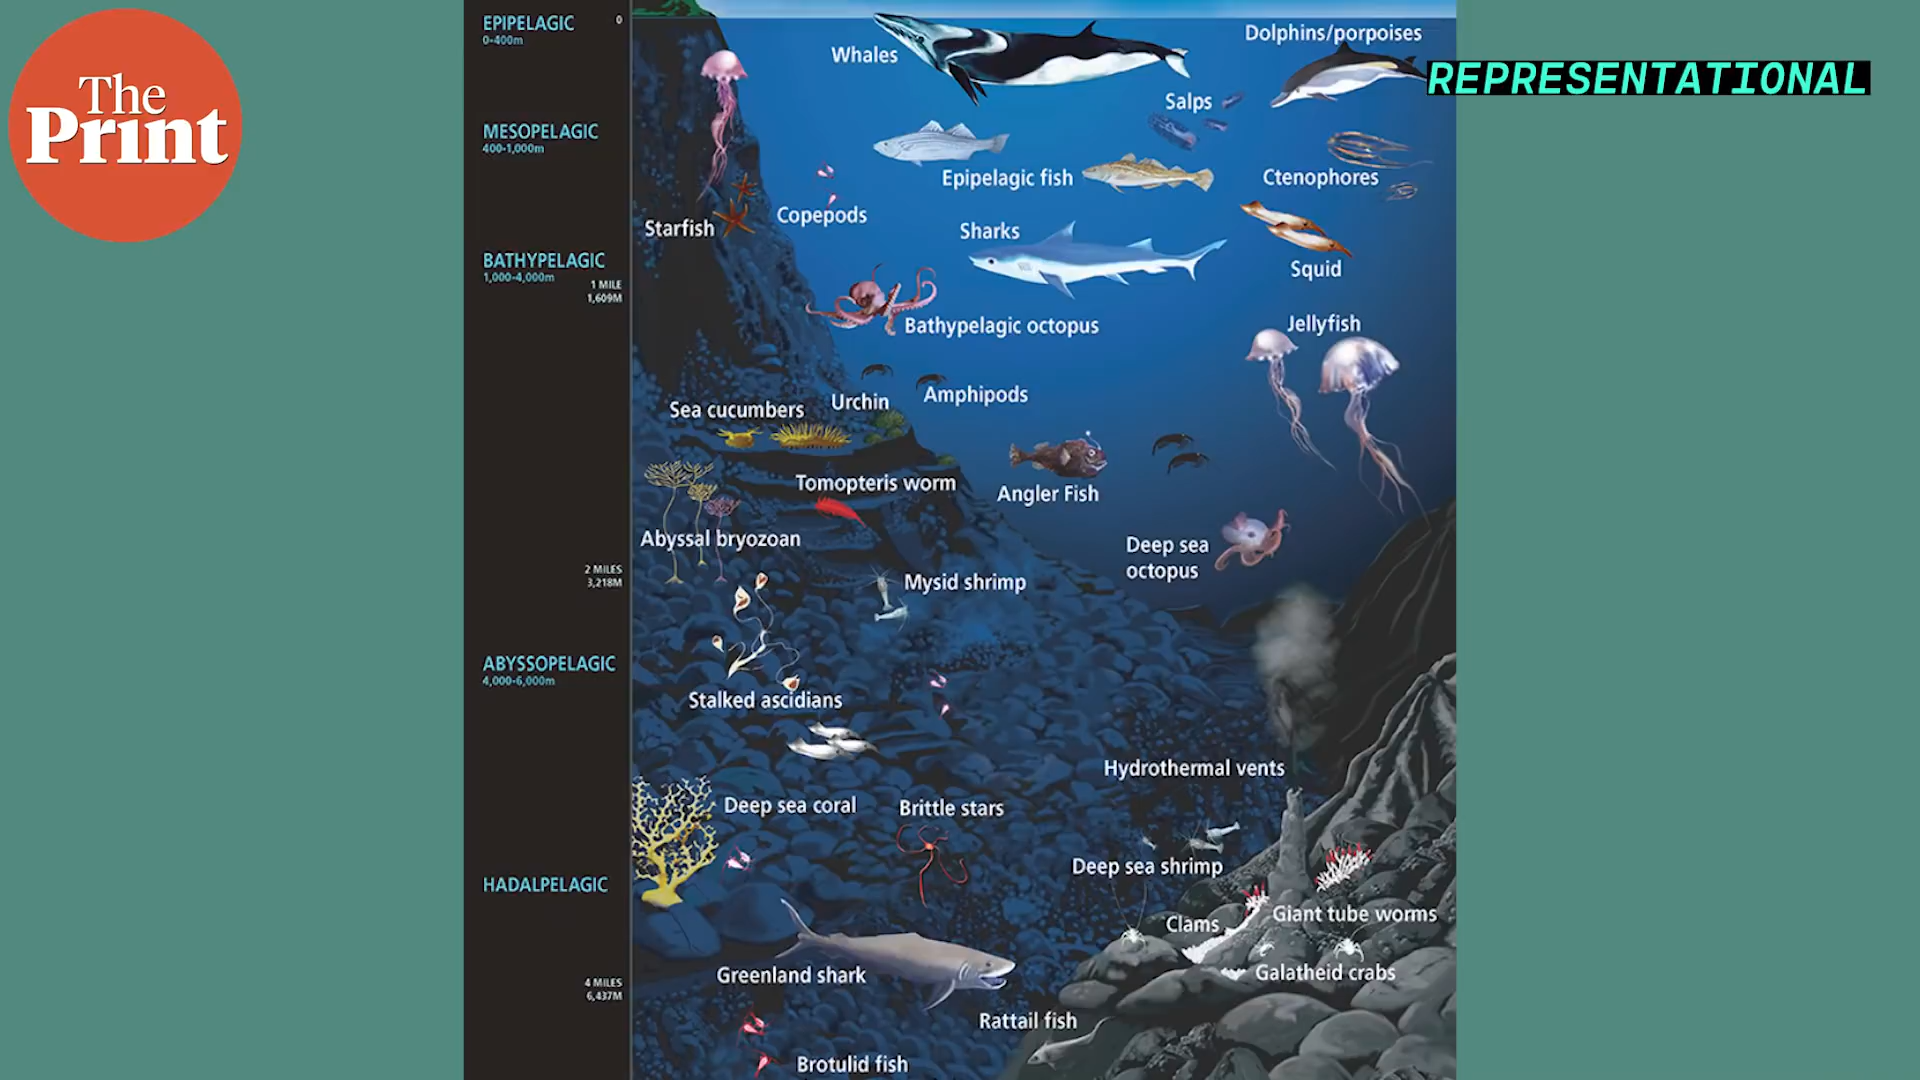 The
Print
REPRESENTATIONAL
EPIPELAGIC
0-400m
0
Whales
Dolphins/porpoises
Salps
MESOPELAGIC
400-1,000m
Epipelagic fish
Ctenophores
Copepods
Starfish
Sharks
BATHYPELAGIC
1,000-4,000m
1 MILE
1,609M
Squid
Bathypelagic octopus
Jellyfish
Amphipods
Urchin
Sea cucumbers
Tomopteris worm
Angler Fish
Abyssal bryozoan
Deep sea
octopus
2 MILES
3,218M
Mysid shrimp
ABYSSOPELAGIC
4,000-6,000m
Stalked ascidians
Hydrothermal vents
Deep sea coral
Brittle stars
Deep sea shrimp
HADALPELAGIC
Giant tube worms
Clams
Galatheid crabs
Greenland shark
4 MILES
6,437M
Rattail fish
Brotulid fish